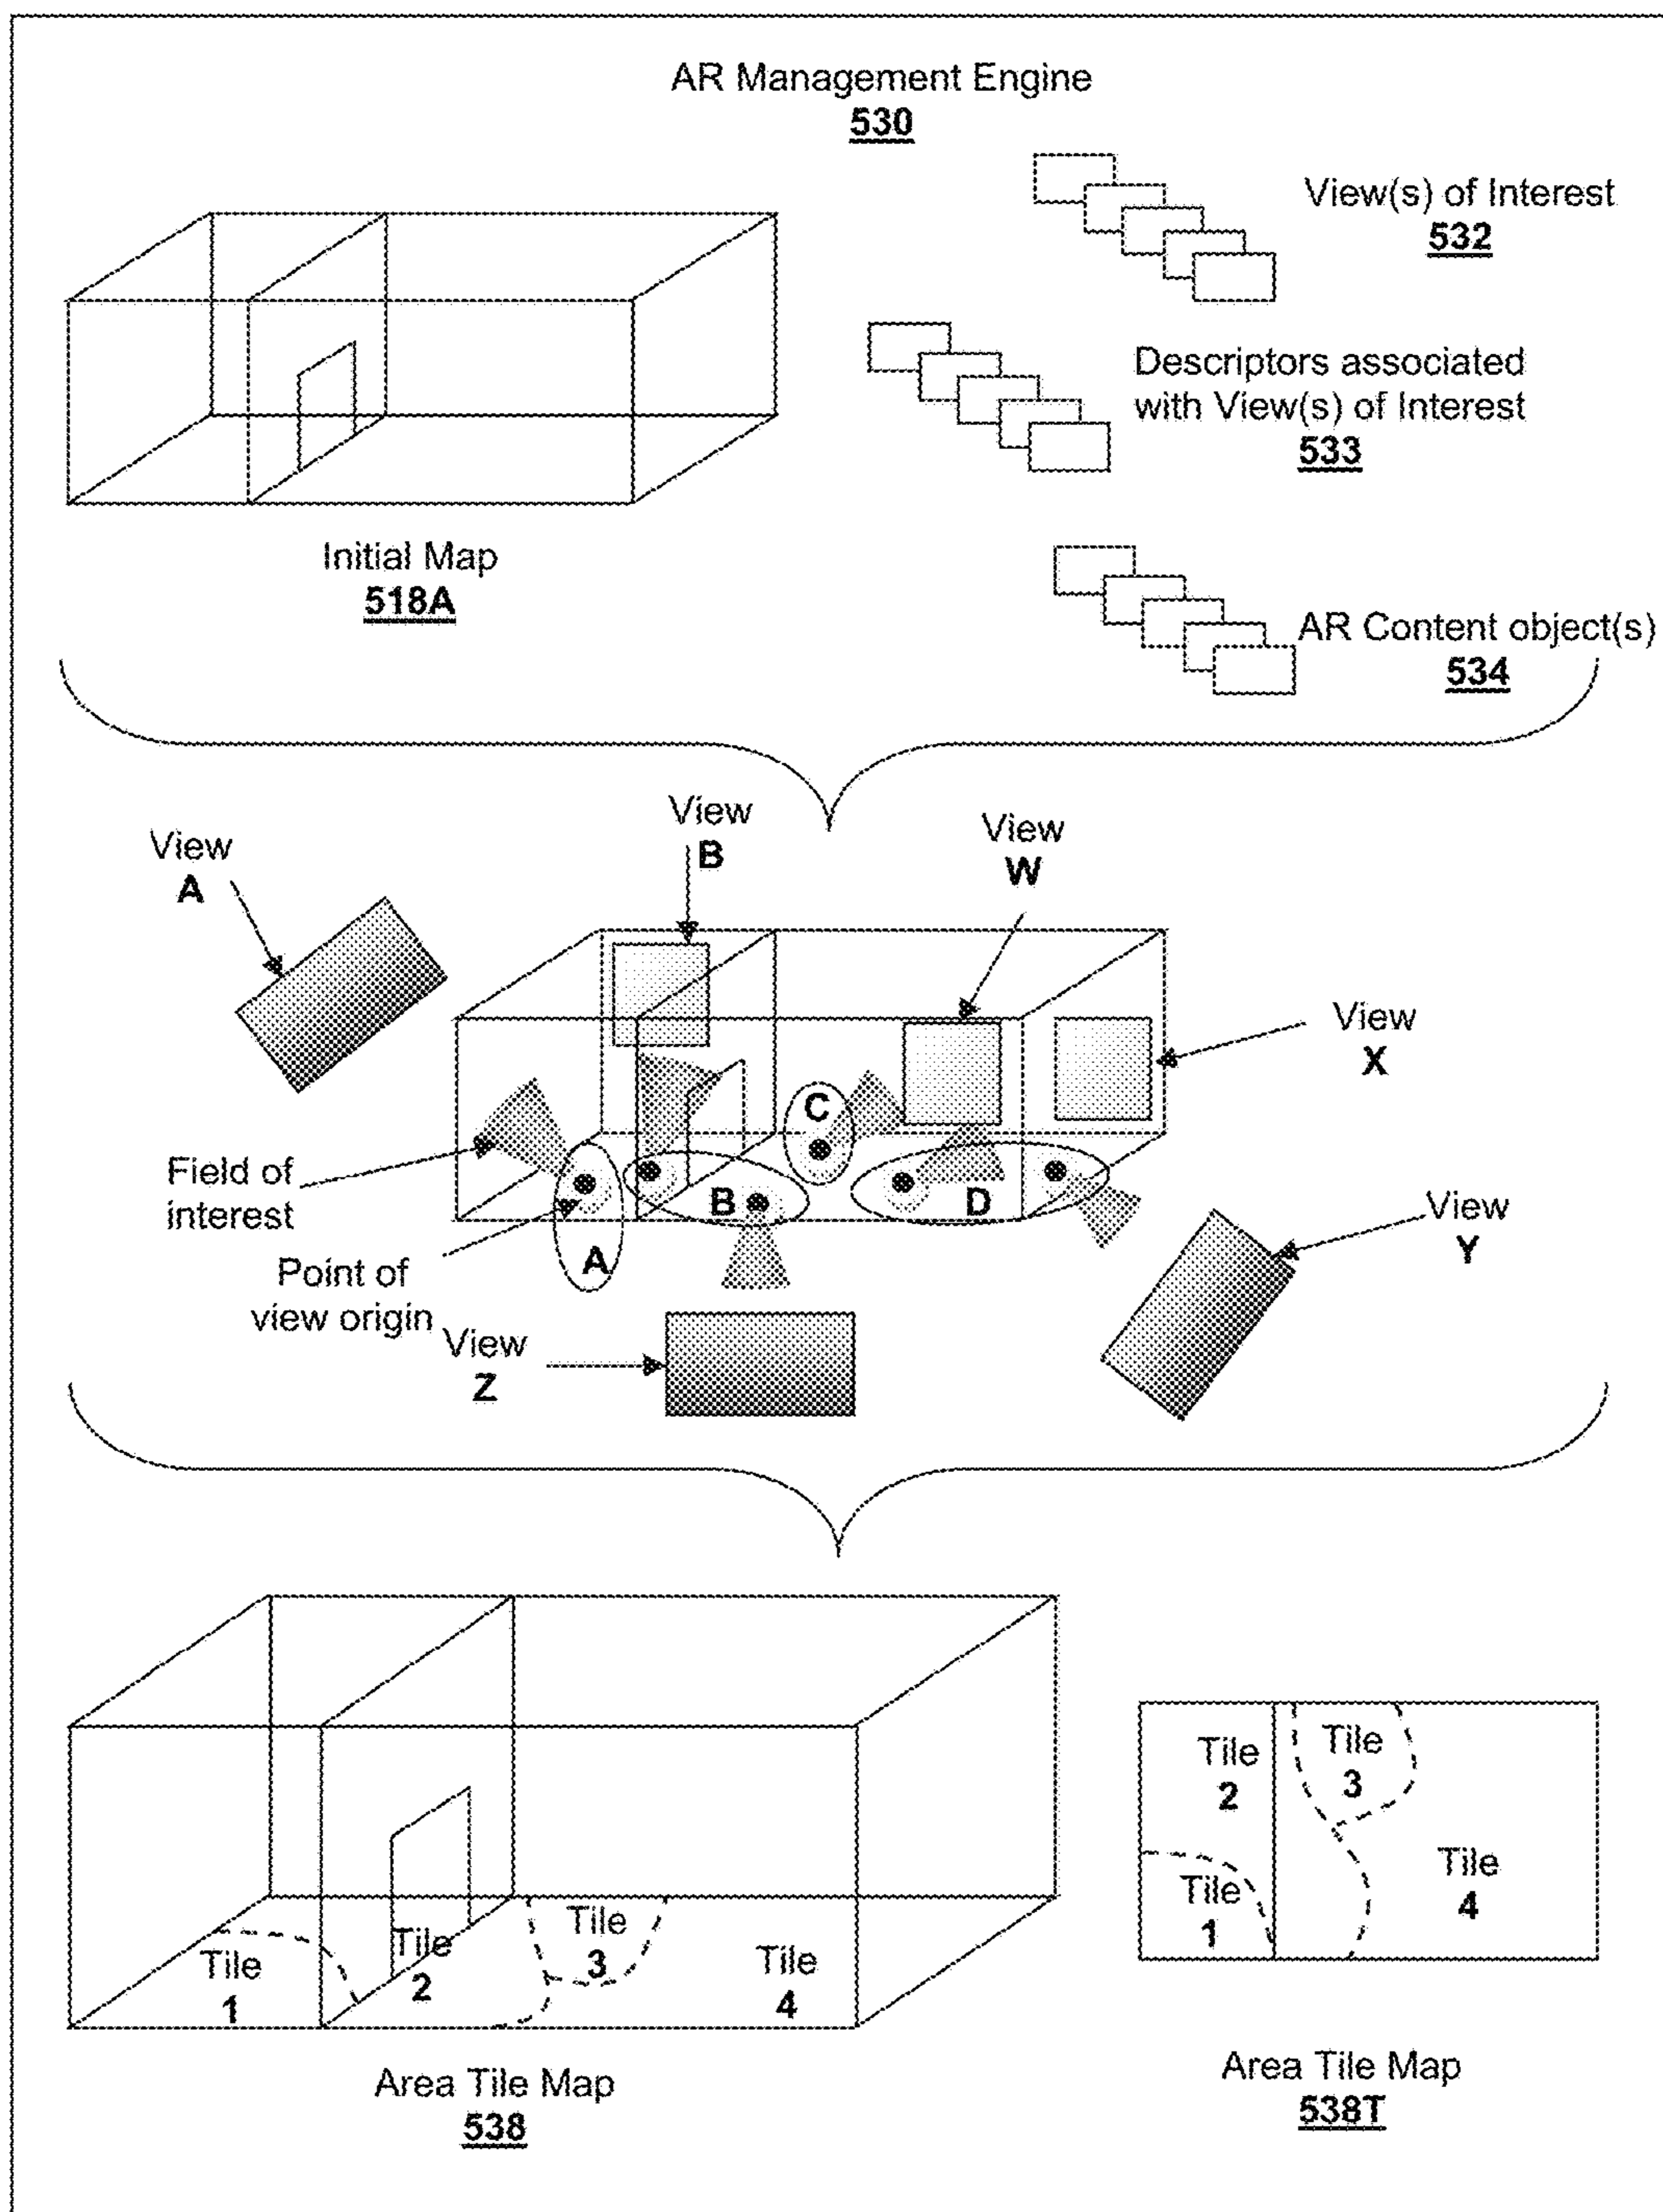 AR Management Engine
530
View(s) of Interest
532
Descriptors associated
with View(s) of Interest
533
Initial Map
518A
AR Content object(s)
534
View
A
View
B
View
W
View
X
C
Field of
interest
B
D
A
Point of
view origin
View
Y
View
Z
Tile
1
Tile
2
Tile
3
Tile
4
Tile
2
Tile
3
Tile
1
Tile
4
Area Tile Map
538
Area Tile Map
538T